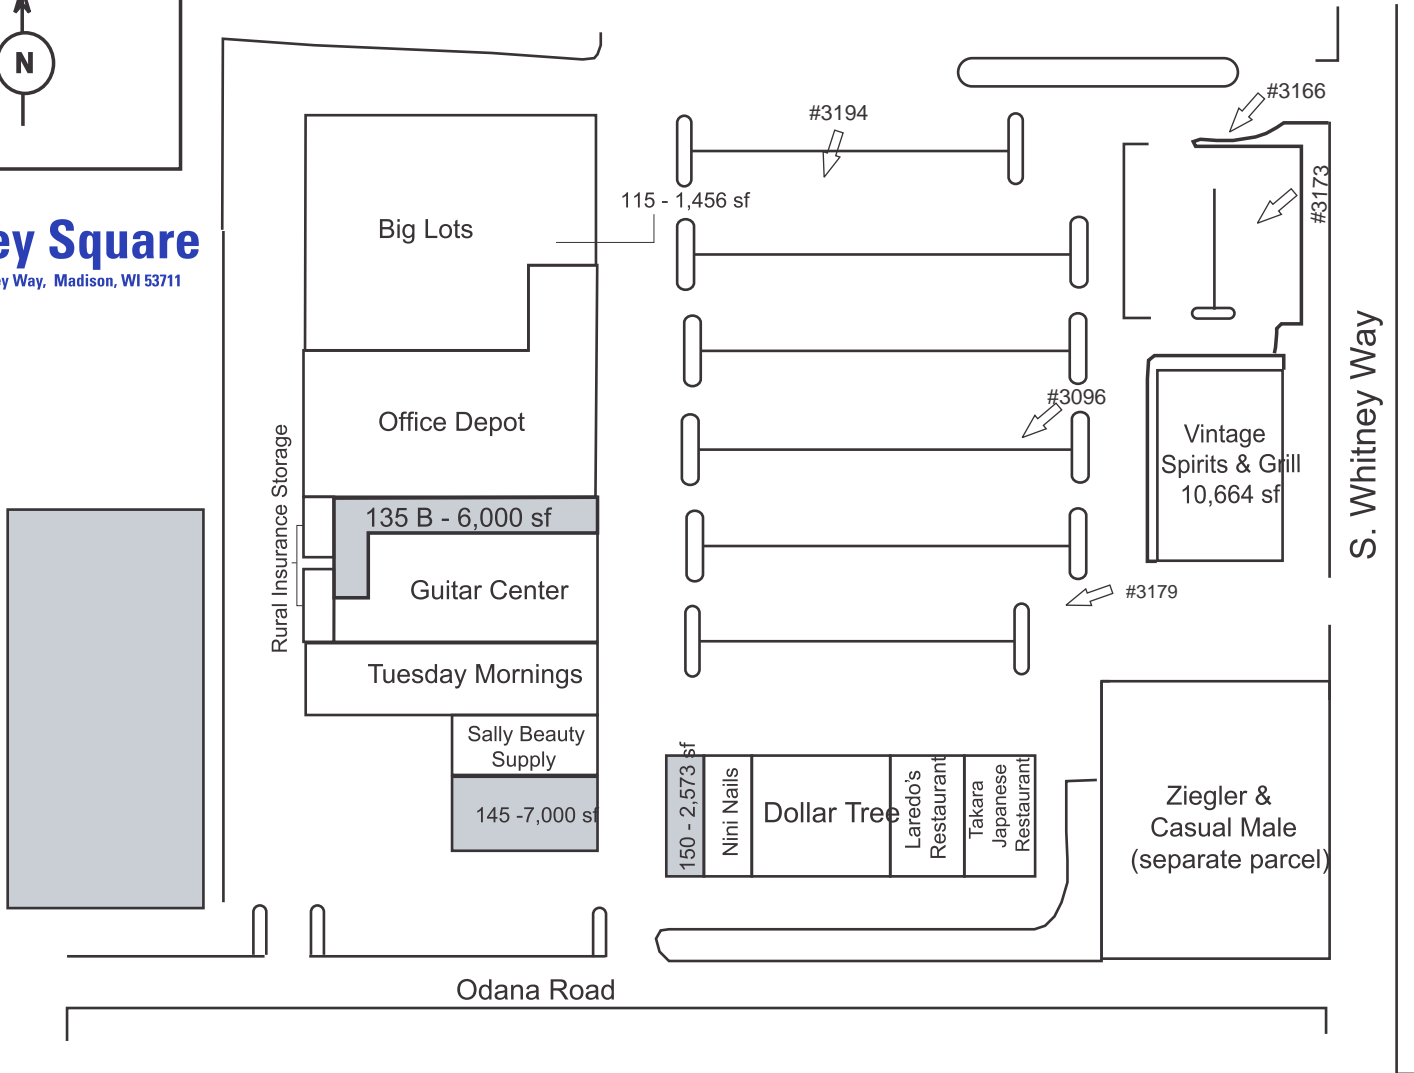 N
ey Square
ey Way, Madison, WI 53711
#3166
#3194
#3173
115 - 1,456 sf
Big Lots
#3096
Office Depot
Vintage
Spirits & Grill
10,664 sf
S. Whitney Way
Rural Insurance Storage
135 B - 6,000 sf
Guitar Center
#3179
Tuesday Mornings
Sally Beauty
Supply
145 -7,000 sf
150 - 2,573 sf
Nini Nails
Dollar Tree
Laredo’s
Restaurant
Takara
Japanese
Restaurant
Ziegler &
Casual Male
(separate parcel)
Odana Road